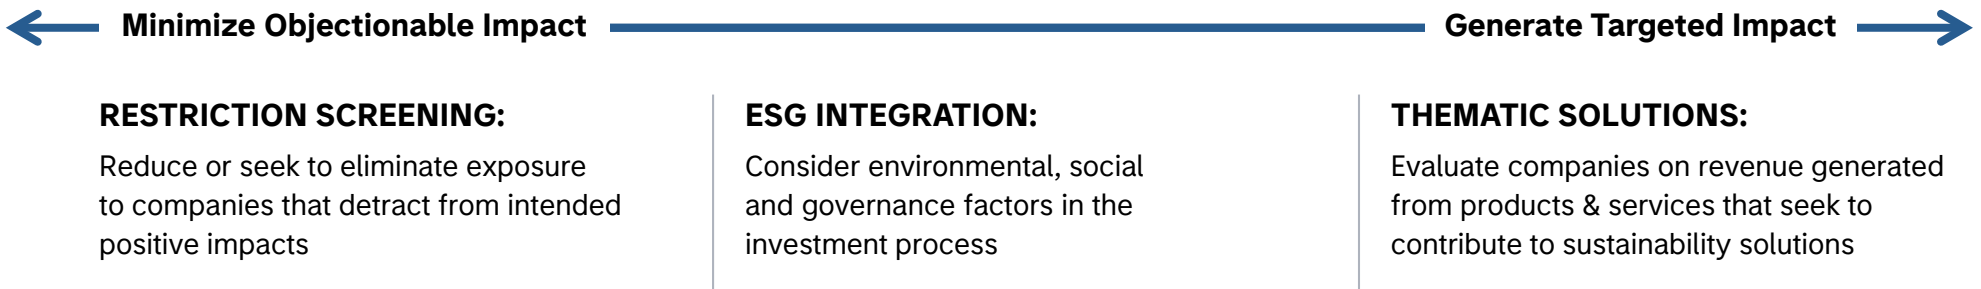 Minimize Objectionable Impact
Generate Targeted Impact
RESTRICTION SCREENING:
Reduce or seek to eliminate exposure
to companies that detract from intended
positive impacts
ESG INTEGRATION:
Consider environmental, social
and governance factors in the
investment process
THEMATIC SOLUTIONS:
Evaluate companies on revenue generated
from products & services that seek to
contribute to sustainability solutions